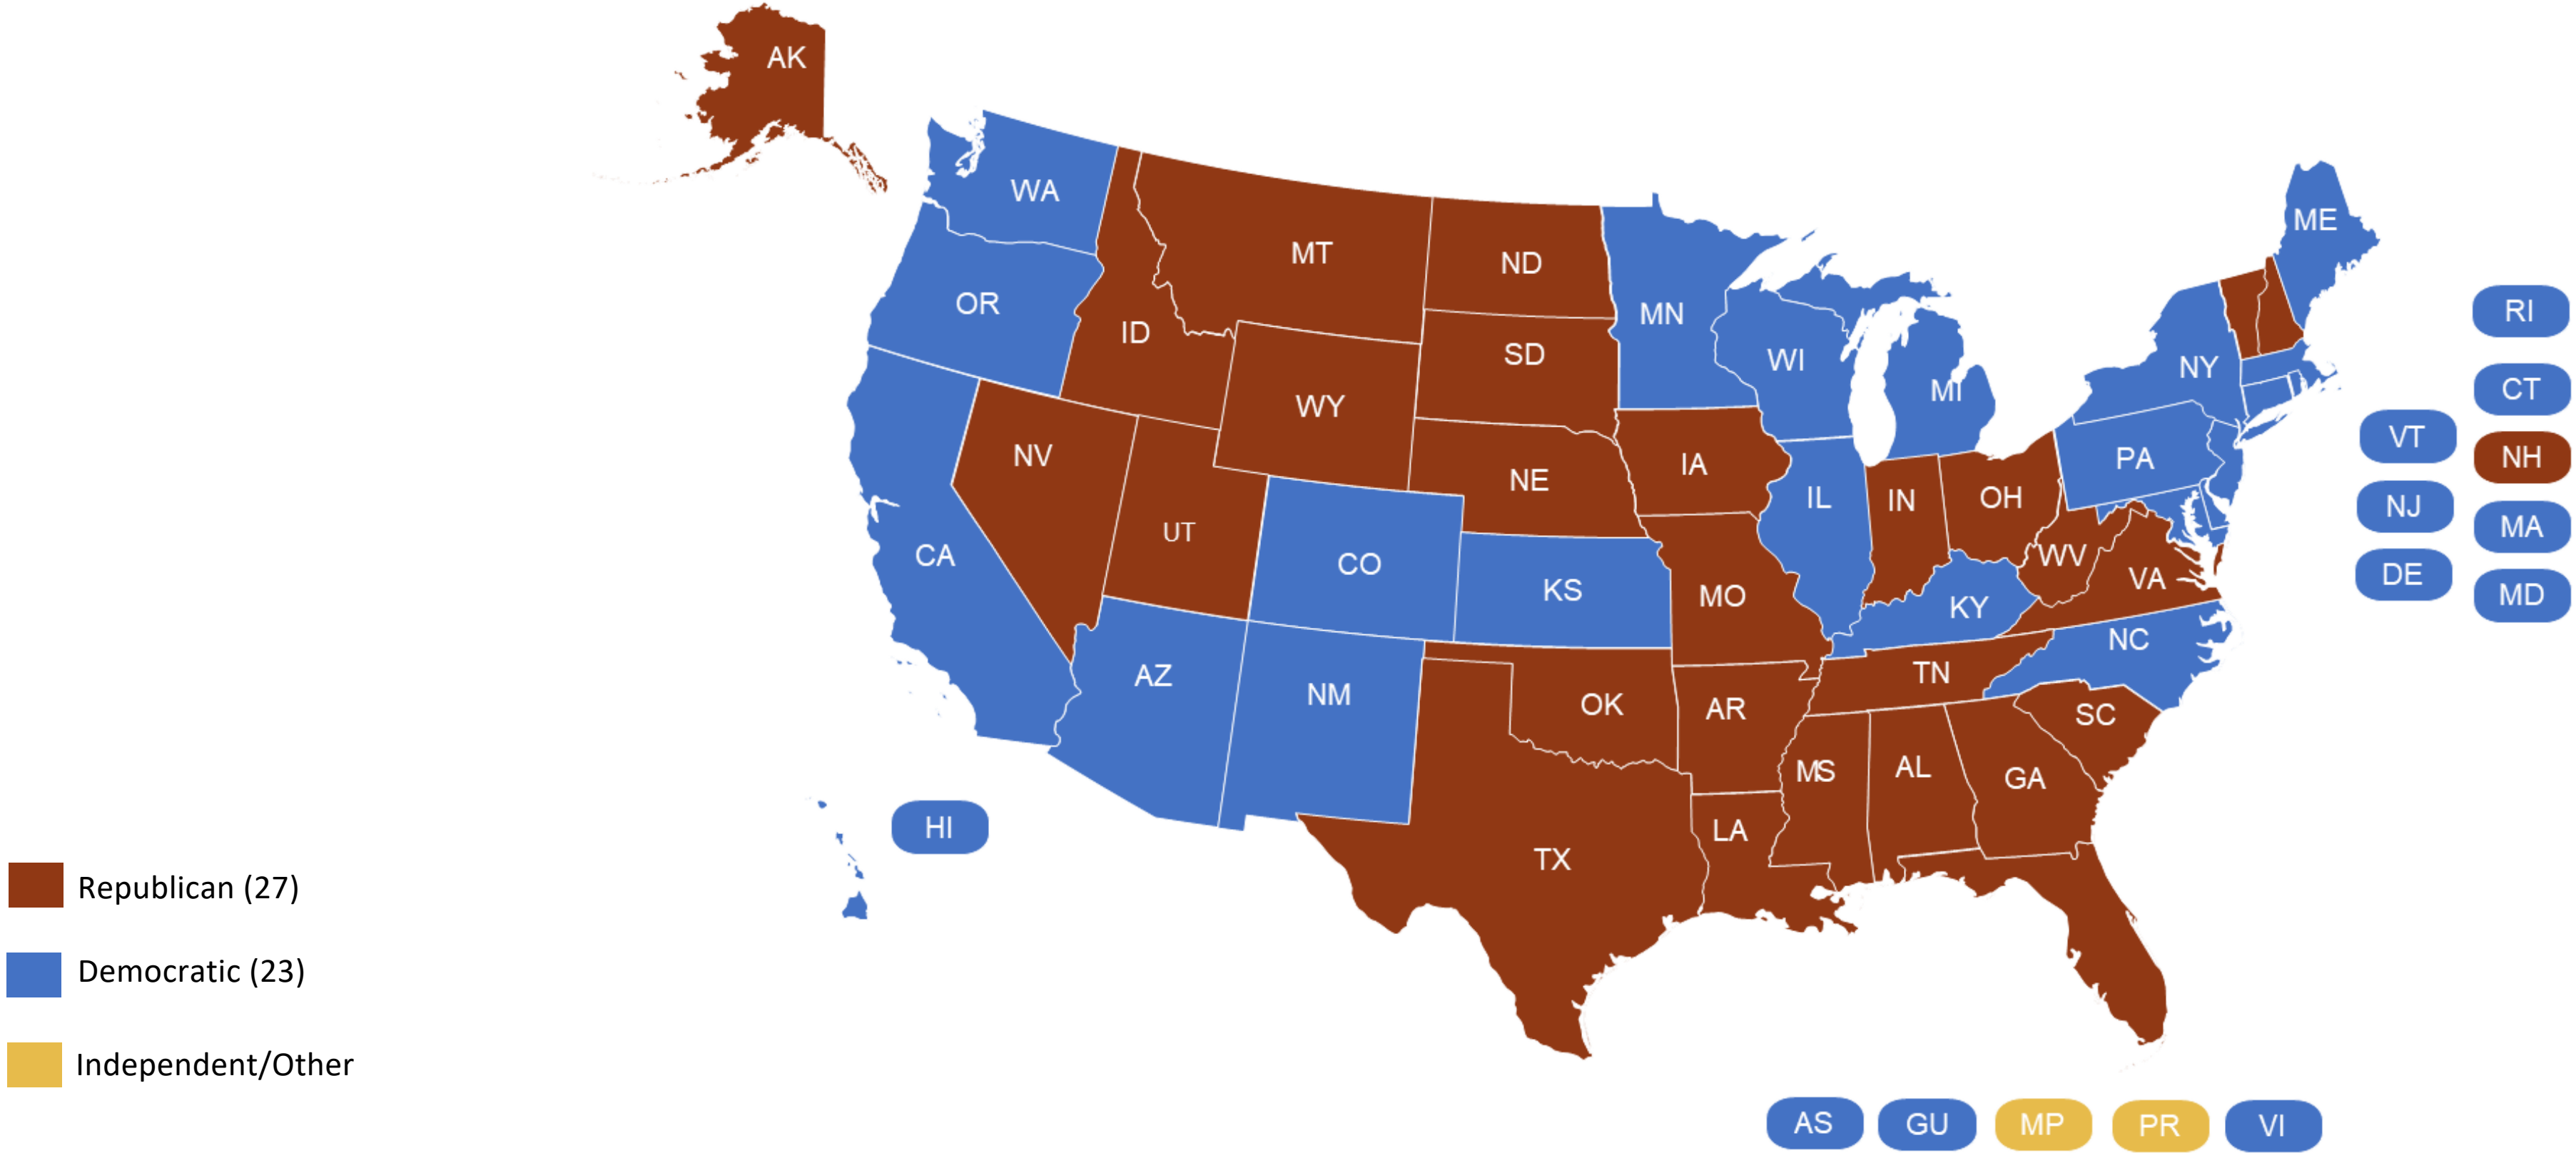 AK
WA
ME
MT
ND
OR
MN
RI
ID
SD
WI
NY
MI
CT
WY
VT
NV
NE
IA
PA
NH
IL
IN
OH
NJ
UT
MA
CA
CO
WV
KS
MO
VA
DE
KY
MD
NC
AZ
NM
TN
OK
AR
SC
MS
AL
GA
HI
LA
TX
Republican (27)
Democratic (23)
Independent/Other
AS
GU
MP
PR
VI